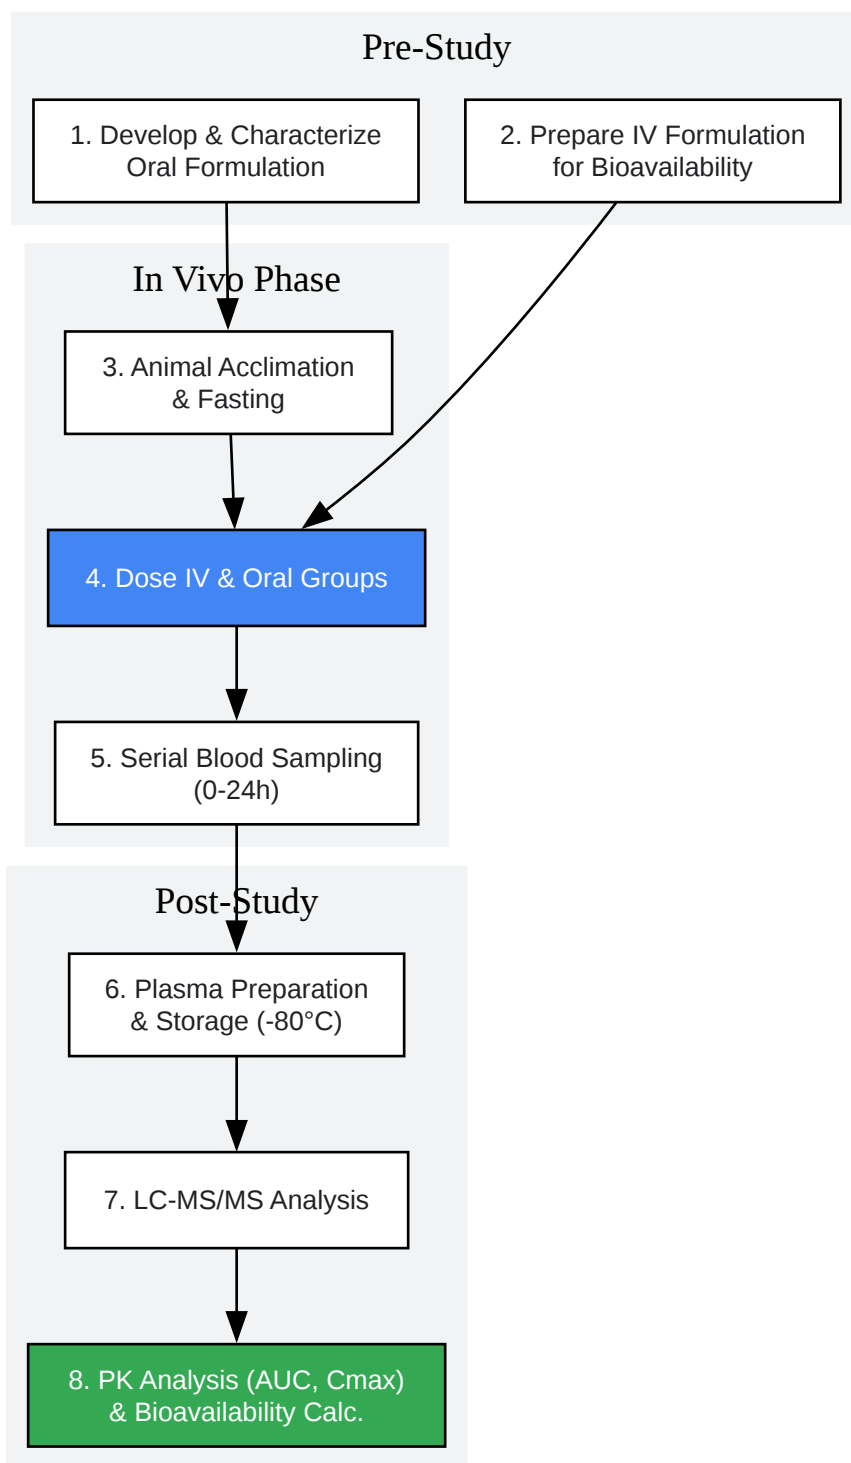 Pre-Study
1. Develop & Characterize
Oral Formulation
2. Prepare IV Formulation
for Bioavailability
In Vivo Phase
3. Animal Acclimation
& Fasting
4. Dose IV & Oral Groups
5. Serial Blood Sampling
(0-24h)
Post-Study
6. Plasma Preparation
& Storage (-80°C)
7. LC-MS/MS Analysis
8. PK Analysis (AUC, Cmax)
& Bioavailability Calc.